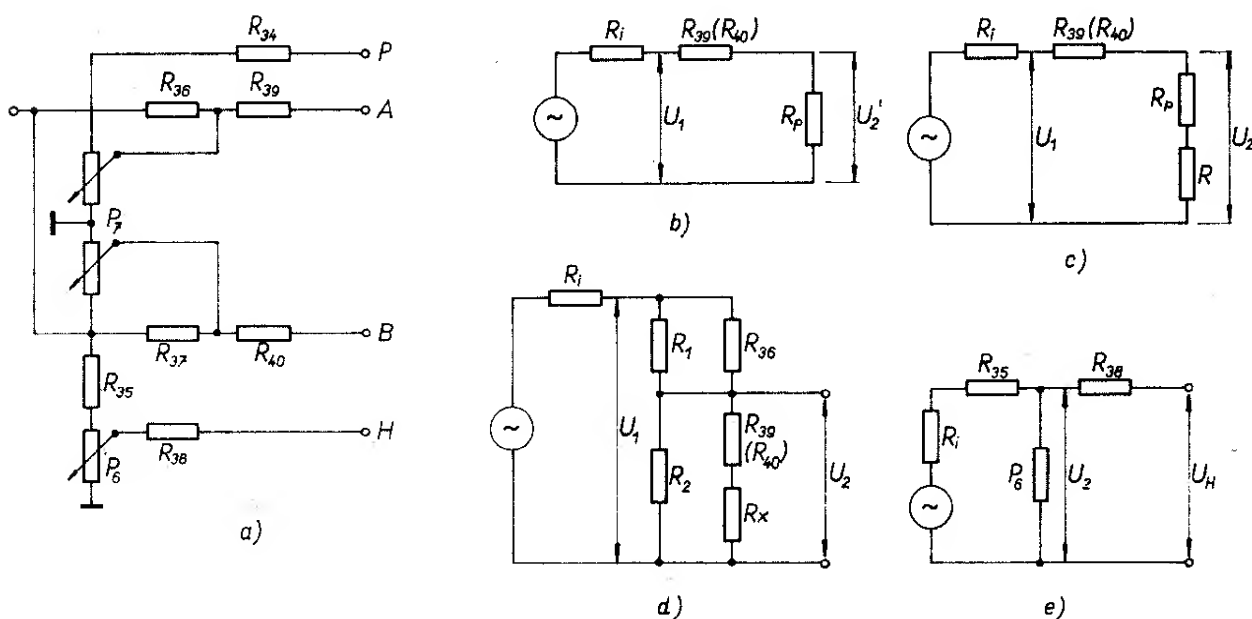 R34
P
R36
R39
A
P7
R37
R40
B
R35
R38
H
P6
a)
Ri
R39(R40)
U1
Rp
U2'
b)
Ri
R39(R40)
U1
Rp
R
U2
c)
Ri
R1
R36
U1
R2
R39
(R40)
Rx
U2
d)
R35
R38
Ri
P6
U2
UH
e)
~
~
~
~